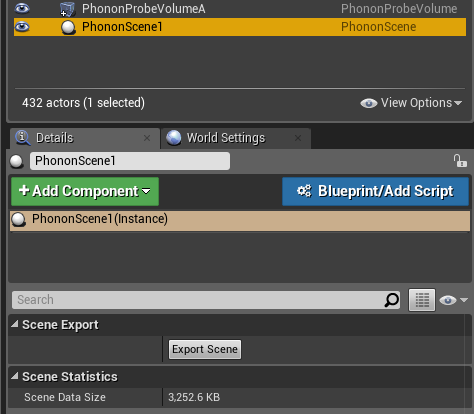 PhononProbeVolumeA PhononProbeVolume
PhononScene1 PhononScene
432 actors (1 selected) View Options
Details World Settings
PhononScene1
+Add Component Blueprint/Add Script
PhononScene1(Instance)
Search
Scene Export
Export Scene
Scene Statistics
Scene Data Size 3,252.6 KB